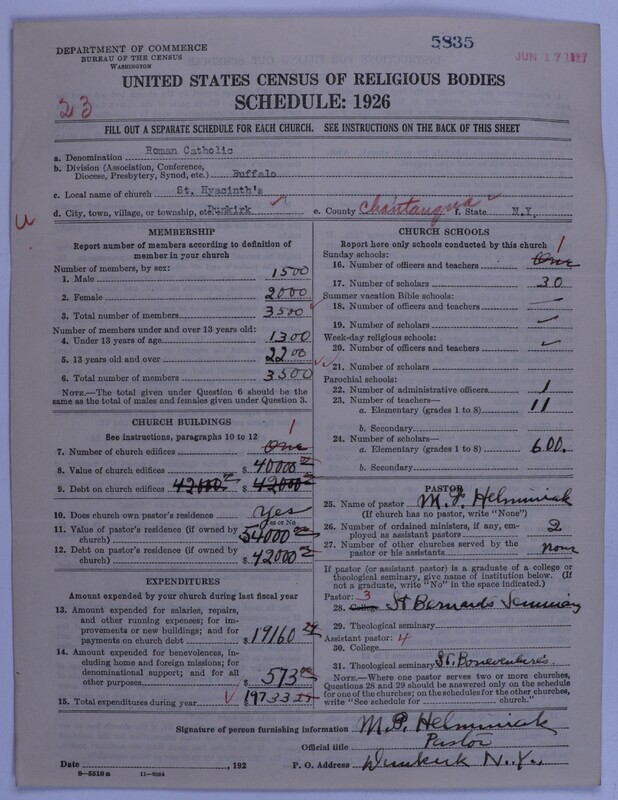 5835
JUN 17 1927
DEPARTMENT OF COMMERCE
BUREAU OF THE CENSUS
WASHINGTON
UNITED STATES CENSUS OF RELIGIOUS BODIES
23
SCHEDULE: 1926
FILL OUT A SEPARATE SCHEDULE FOR EACH CHURCH. SEE INSTRUCTIONS ON THE BACK OF THIS SHEET
a. Denomination Roman Catholic
b. Division (Association, Conference, Diocese, Presbytery, Synod, etc.) Buffalo
c. Local name of church St. Hyacinth's
d. City, town, village, or township, etc. Dunkirk e. County Chautauqua f. State N.Y.
MEMBERSHIP
Report number of members according to definition of
member in your church
Number of members, by sex:
1. Male 1500
2. Female 2000
3. Total number of members 3500
Number of members under and over 13 years old:
4. Under 13 years of age 1300
5. 13 years old and over 2200
6. Total number of members 3500
NOTE.—The total given under Question 6 should be
same as the total of males and females given under Question 3.
CHURCH BUILDINGS
See instructions, paragraphs 10 to 12
1
7. Number of church edifices One
8. Value of church edifices $ 40000
9. Debt on church edifices 42000 $ 42000
10. Does church own pastor's residence Yes
Yes or No
11. Value of pastor's residence (if owned by
church) $ 54000
12. Debt on pastor's residence (if owned by
church) $ 42000
EXPENDITURES
Amount expended by your church during last fiscal year
13. Amount expended for salaries, repairs,
and other running expenses; for im-
provements or new buildings; and for
payments on church debt $ 19160
14. Amount expended for benevolences, in-
cluding home and foreign missions; for
denominational support; and for all
other purposes $ 573
15. Total expenditures during year $ 19733
CHURCH SCHOOLS
Report here only schools conducted by this church
1
Sunday schools:
16. Number of officers and teachers One
17. Number of scholars 30
Summer vacation Bible schools:
18. Number of officers and teachers —
19. Number of scholars —
Week-day religious schools:
20. Number of officers and teachers
21. Number of scholars
Parochial schools:
22. Number of administrative officers 1
23. Number of teachers—
a. Elementary (grades 1 to 8) 11
b. Secondary
24. Number of scholars—
a. Elementary (grades 1 to 8) 600.
b. Secondary
PASTOR
25. Name of pastor M. P. Helminiak
(If church has no pastor, write "None")
26. Number of ordained ministers, if any, em-
ployed as assistant pastors 2
27. Number of other churches served by the
pastor or his assistants none
If pastor (or assistant pastor) is a graduate of a college or
theological seminary, give name of institution below. (If
not a graduate, write "No" in the space indicated.)
Pastor: 3
28. College St Bernards Seminary
29. Theological seminary
Assistant pastor: 4
30. College
31. Theological seminary St. Bonaventure's
NOTE.—Where one pastor serves two or more churches,
Questions 28 and 29 should be answered only on the schedule
for one of the churches; on the schedules for the other churches,
write "See schedule for church."
Signature of person furnishing information M. P. Helminiak
Official title Pastor
Date , 192 P. O. Address Dunkirk N.Y.
8—5518a 11—9394